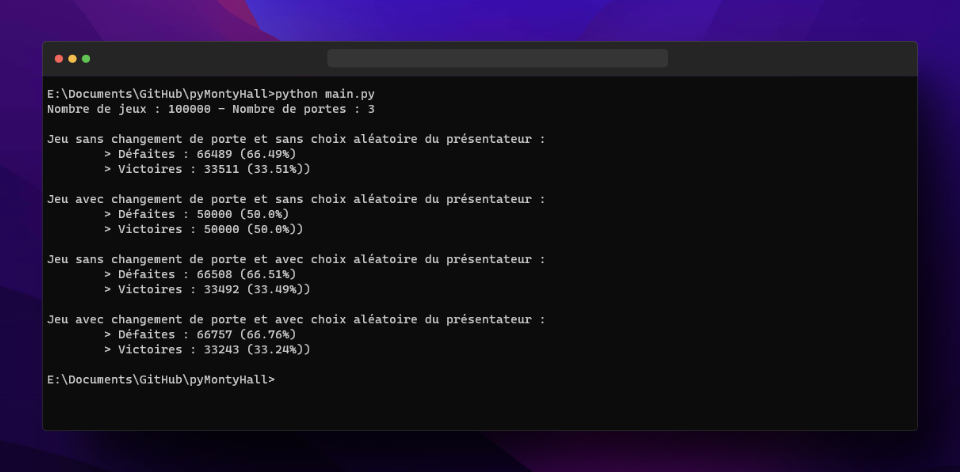 E:\Documents\GitHub\pyMontyHall>python main.py
Nombre de jeux : 100000 - Nombre de portes : 3
Jeu sans changement de porte et sans choix aléatoire du présentateur :
> Défaites : 66489 (66.49%)
> Victoires : 33511 (33.51%))
Jeu avec changement de porte et sans choix aléatoire du présentateur :
> Défaites : 50000 (50.0%)
> Victoires : 50000 (50.0%))
Jeu sans changement de porte et avec choix aléatoire du présentateur :
> Défaites : 66508 (66.51%)
> Victoires : 33492 (33.49%))
Jeu avec changement de porte et avec choix aléatoire du présentateur :
> Défaites : 66757 (66.76%)
> Victoires : 33243 (33.24%))
E:\Documents\GitHub\pyMontyHall>